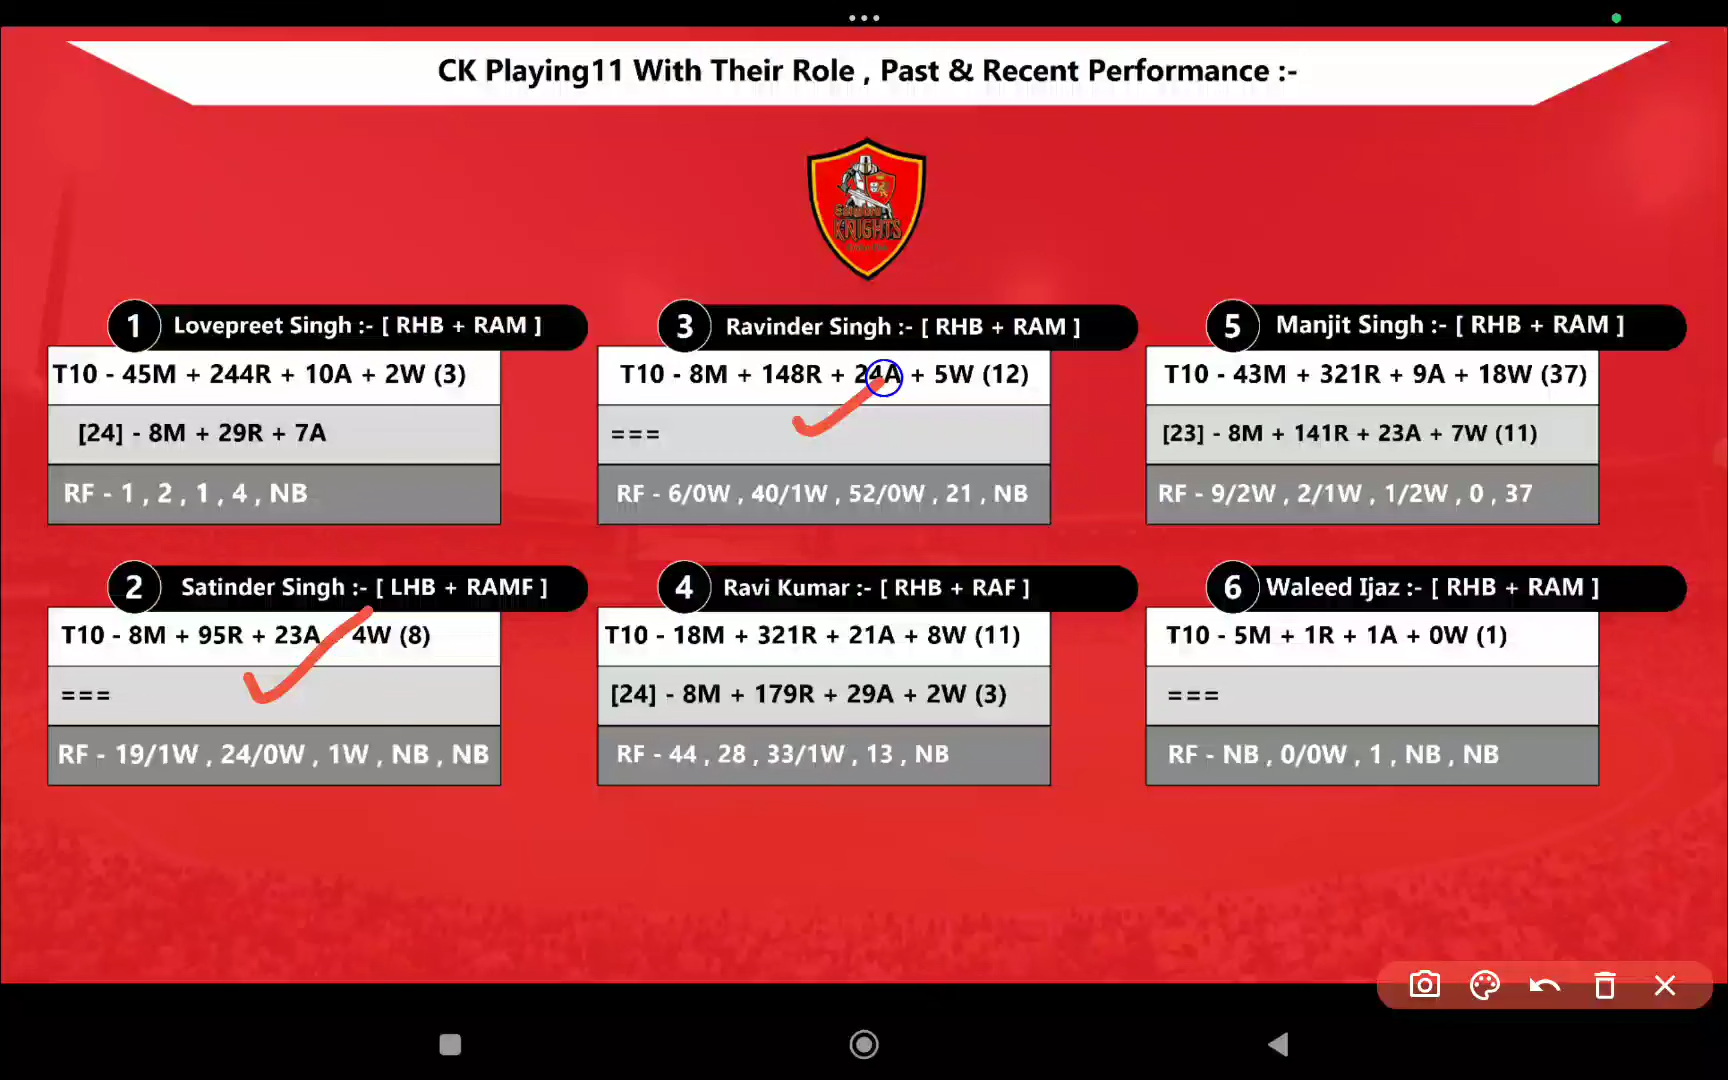 CK Playing11 With Their Role , Past & Recent Performance :-
KNIGHTS
1 Lovepreet Singh :- [ RHB + RAM ]
T10 - 45M + 244R + 10A + 2W (3)
[24] - 8M + 29R + 7A
RF - 1 , 2 , 1 , 4 , NB
2 Satinder Singh :- [ LHB + RAMF ]
T10 - 8M + 95R + 23A + 4W (8)
===
RF - 19/1W , 24/0W , 1W , NB , NB
3 Ravinder Singh :- [ RHB + RAM ]
T10 - 8M + 148R + 24A + 5W (12)
===
RF - 6/0W , 40/1W , 52/0W , 21 , NB
4 Ravi Kumar :- [ RHB + RAF ]
T10 - 18M + 321R + 21A + 8W (11)
[24] - 8M + 179R + 29A + 2W (3)
RF - 44 , 28 , 33/1W , 13 , NB
5 Manjit Singh :- [ RHB + RAM ]
T10 - 43M + 321R + 9A + 18W (37)
[23] - 8M + 141R + 23A + 7W (11)
RF - 9/2W , 2/1W , 1/2W , 0 , 37
6 Waleed Ijaz :- [ RHB + RAM ]
T10 - 5M + 1R + 1A + 0W (1)
===
RF - NB , 0/0W , 1 , NB , NB